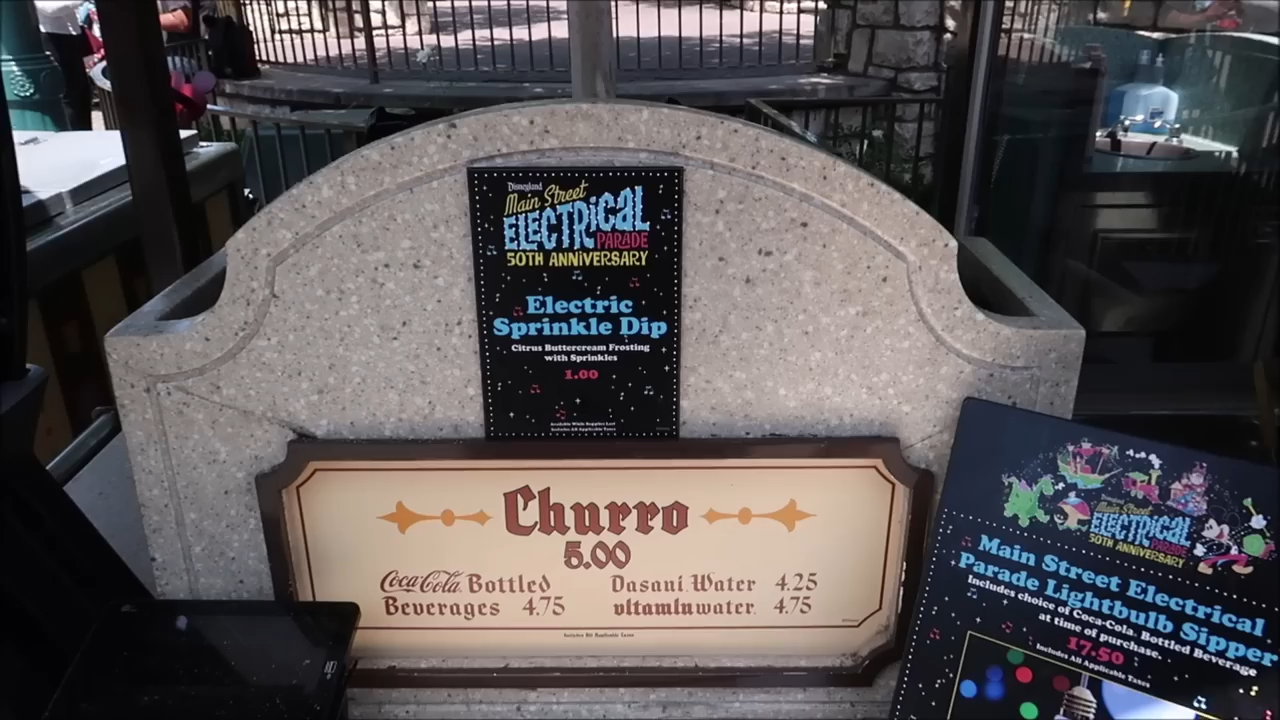 Disneyland
Main Street
ELECTRICAL
PARADE
50TH ANNIVERSARY
Electric
Sprinkle Dip
Citrus Buttercream Frosting
with Sprinkles
1.00
Available While Supplies Last
Includes All Applicable Taxes
Churro
5.00
Coca-Cola Bottled
Beverages 4.75
Dasani Water 4.25
vitaminwater 4.75
Includes All Applicable Taxes
Disneyland
Main Street
ELECTRICAL
PARADE
50TH ANNIVERSARY
Main Street Electrical
Parade Lightbulb Sipper
Includes choice of Coca-Cola Bottled Beverage
at time of purchase.
17.50
Includes All Applicable Taxes